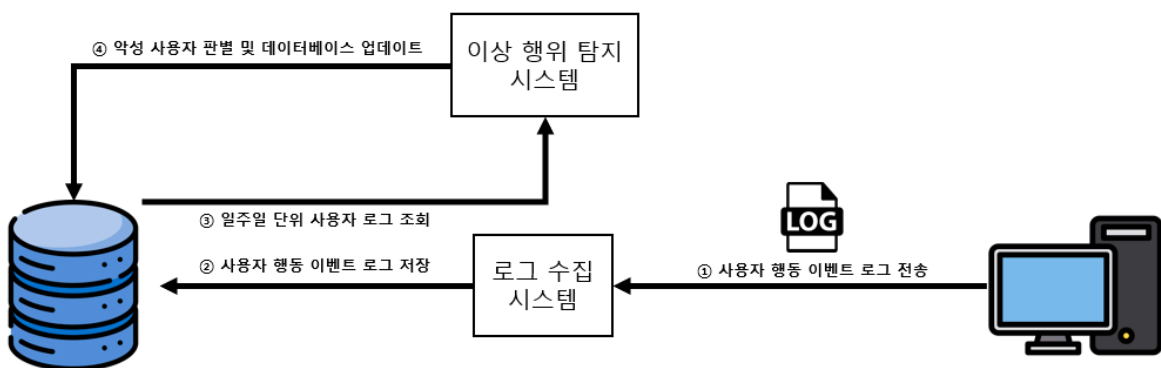 ④ 악성 사용자 판별 및 데이터베이스 업데이트
이상 행위 탐지
시스템
③ 일주일 단위 사용자 로그 조회
LOG
② 사용자 행동 이벤트 로그 저장
로그 수집
시스템
① 사용자 행동 이벤트 로그 전송